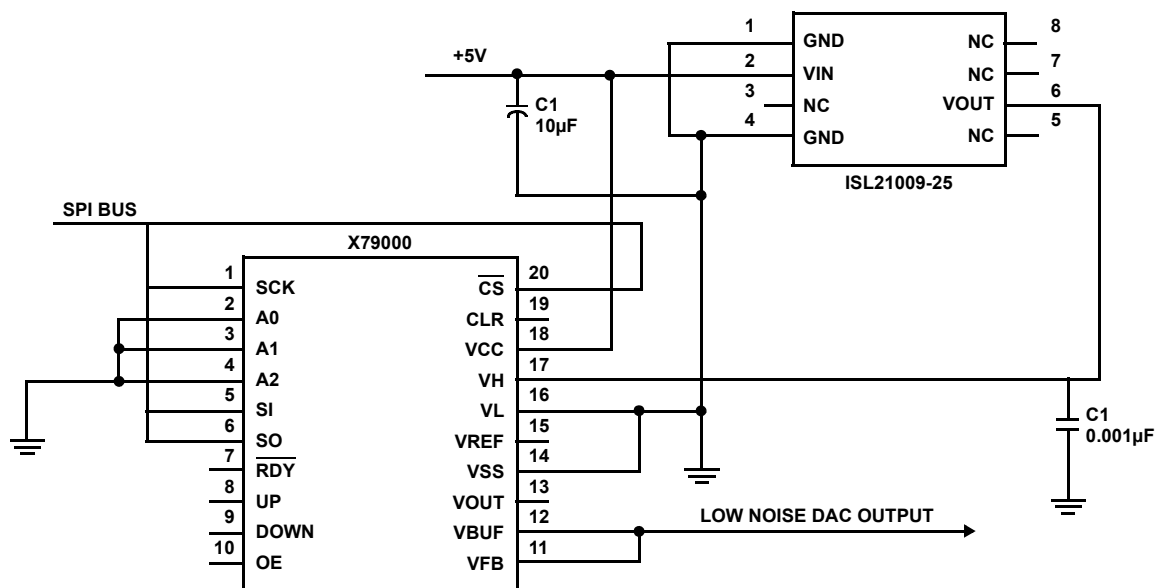 +5V
C1
10µF
1
GND
2
VIN
3
NC
4
GND
NC
8
NC
7
VOUT
6
NC
5
ISL21009-25
SPI BUS
X79000
1
SCK
2
A0
3
A1
4
A2
5
SI
6
SO
7
RDY
8
UP
9
DOWN
10
OE
20
CS
19
CLR
18
VCC
17
VH
16
VL
15
VREF
14
VSS
13
VOUT
12
VBUF
11
VFB
C1
0.001µF
LOW NOISE DAC OUTPUT